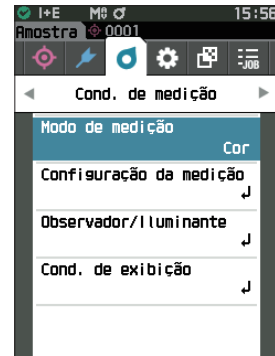 I+E M0 15:56
Amostra 0001
-JOB
Cond. de medição
Modo de medição
Cor
Configuração da medição
Observador/Iluminante
Cond. de exibição